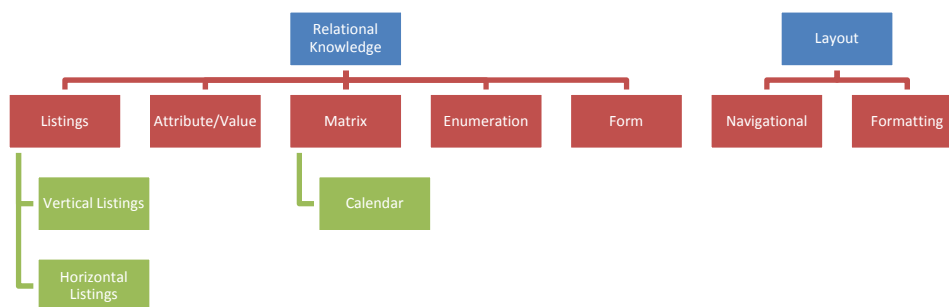 Relational
Knowledge
Layout
Listings
Attribute/Value
Matrix
Enumeration
Form
Navigational
Formatting
Vertical Listings
Calendar
Horizontal
Listings